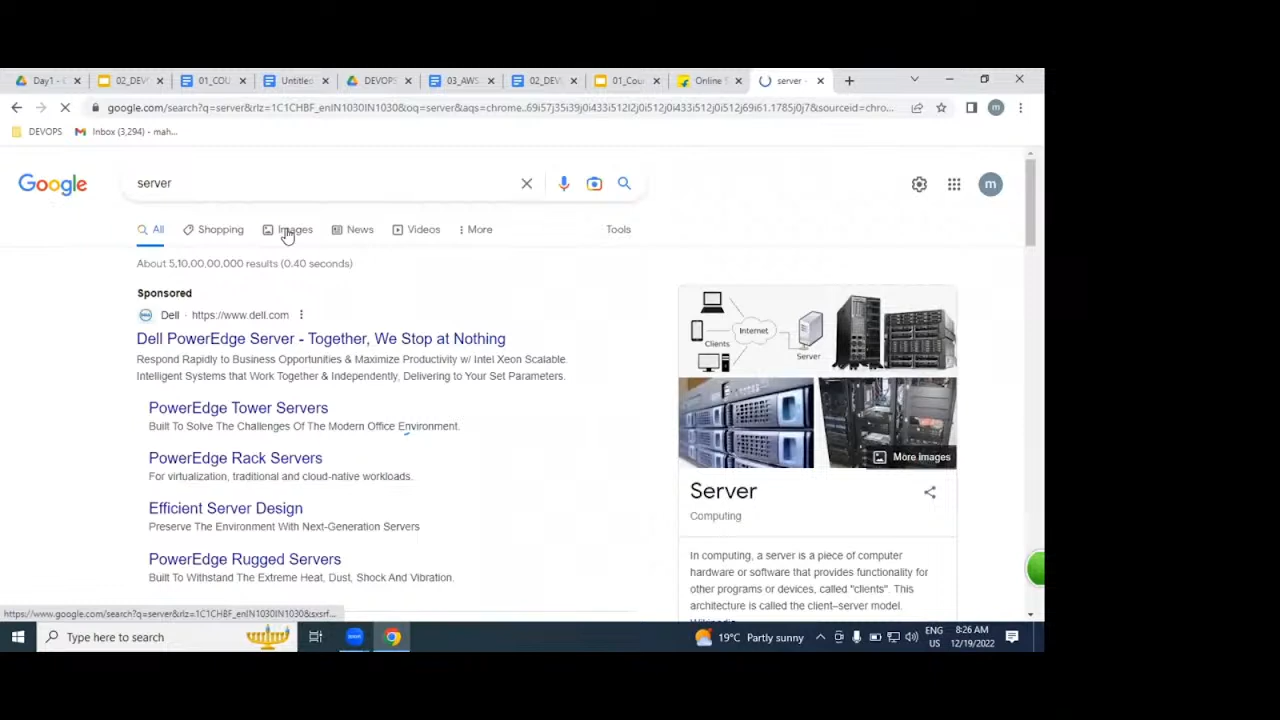 Day1 - 
02_DEV
01_COU
Untitled
DEVOPS
03_AWS
02_DEV
01_Cou
Online S
server -
google.com/search?q=server&rlz=1C1CHBF_enIN1030IN1030&oq=server&aqs=chrome..69i57j35i39j0i433i512l2j0i512j0i433i512j0i512j69i61.1785j0j7&sourceid=chro...
m
DEVOPS
Inbox (3,294) - mah...
Google
server
m
All
Shopping
Images
News
Videos
More
Tools
About 5,10,00,00,000 results (0.40 seconds)
Sponsored
DELL
Dell · https://www.dell.com
Dell PowerEdge Server - Together, We Stop at Nothing
Respond Rapidly to Business Opportunities & Maximize Productivity w/ Intel Xeon Scalable.
Intelligent Systems that Work Together & Independently, Delivering to Your Set Parameters.
PowerEdge Tower Servers
Built To Solve The Challenges Of The Modern Office Environment.
PowerEdge Rack Servers
For virtualization, traditional and cloud-native workloads.
Efficient Server Design
Preserve The Environment With Next-Generation Servers
PowerEdge Rugged Servers
Built To Withstand The Extreme Heat, Dust, Shock And Vibration.
Internet
Clients
Server
More images
Server
Computing
In computing, a server is a piece of computer
hardware or software that provides functionality for
other programs or devices, called "clients". This
architecture is called the client–server model.
Wikipedia
https://www.google.com/search?q=server&rlz=1C1CHBF_enIN1030IN1030&sxsrf...
Type here to search
zoom
19°C Partly sunny
ENG
US
8:26 AM
12/19/2022